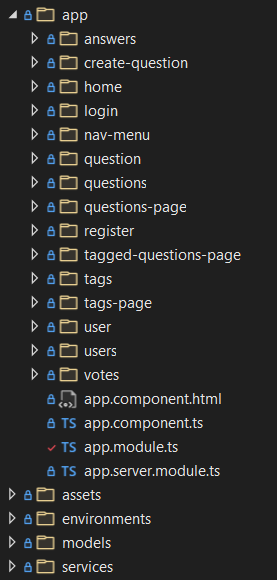 app
answers
create-question
home
login
nav-menu
question
questions
questions-page
register
tagged-questions-page
tags
tags-page
user
users
votes
app.component.html
TS app.component.ts
TS app.module.ts
TS app.server.module.ts
assets
environments
models
services